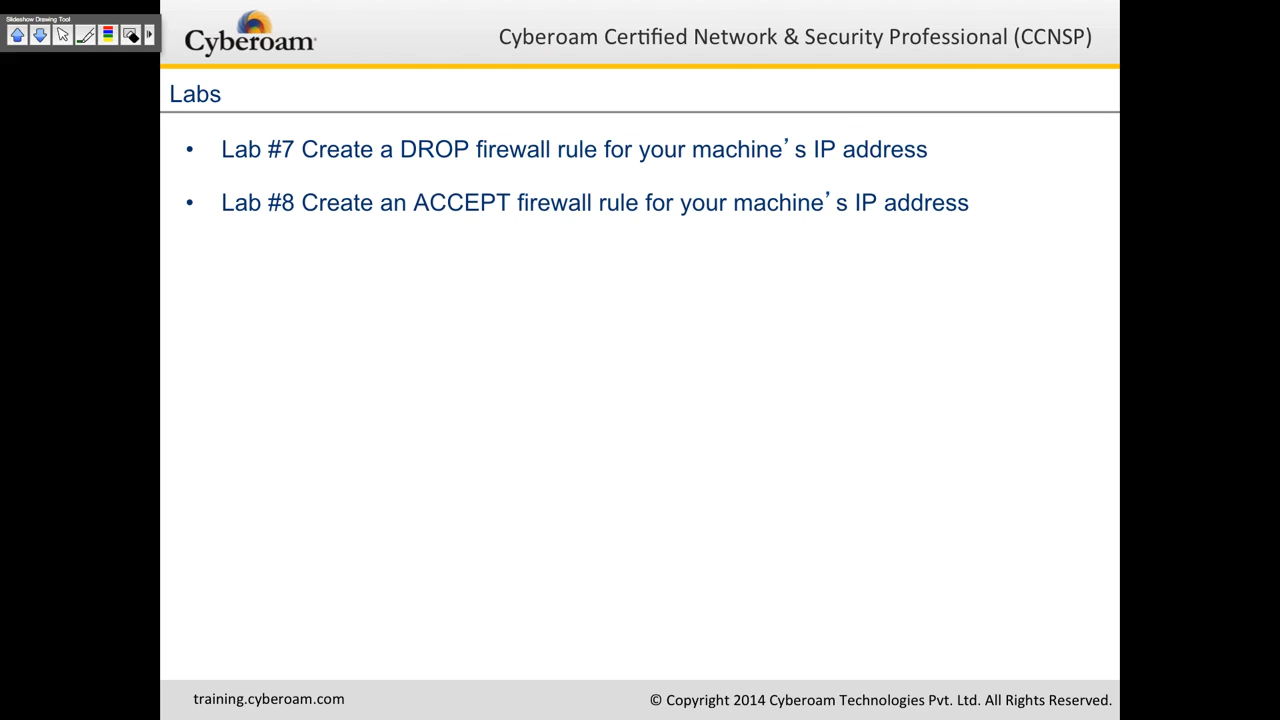 Slideshow Drawing Tool
Cyberoam
Cyberoam Certified Network & Security Professional (CCNSP)
Labs
• Lab #7 Create a DROP firewall rule for your machine’s IP address
• Lab #8 Create an ACCEPT firewall rule for your machine’s IP address
training.cyberoam.com
© Copyright 2014 Cyberoam Technologies Pvt. Ltd. All Rights Reserved.